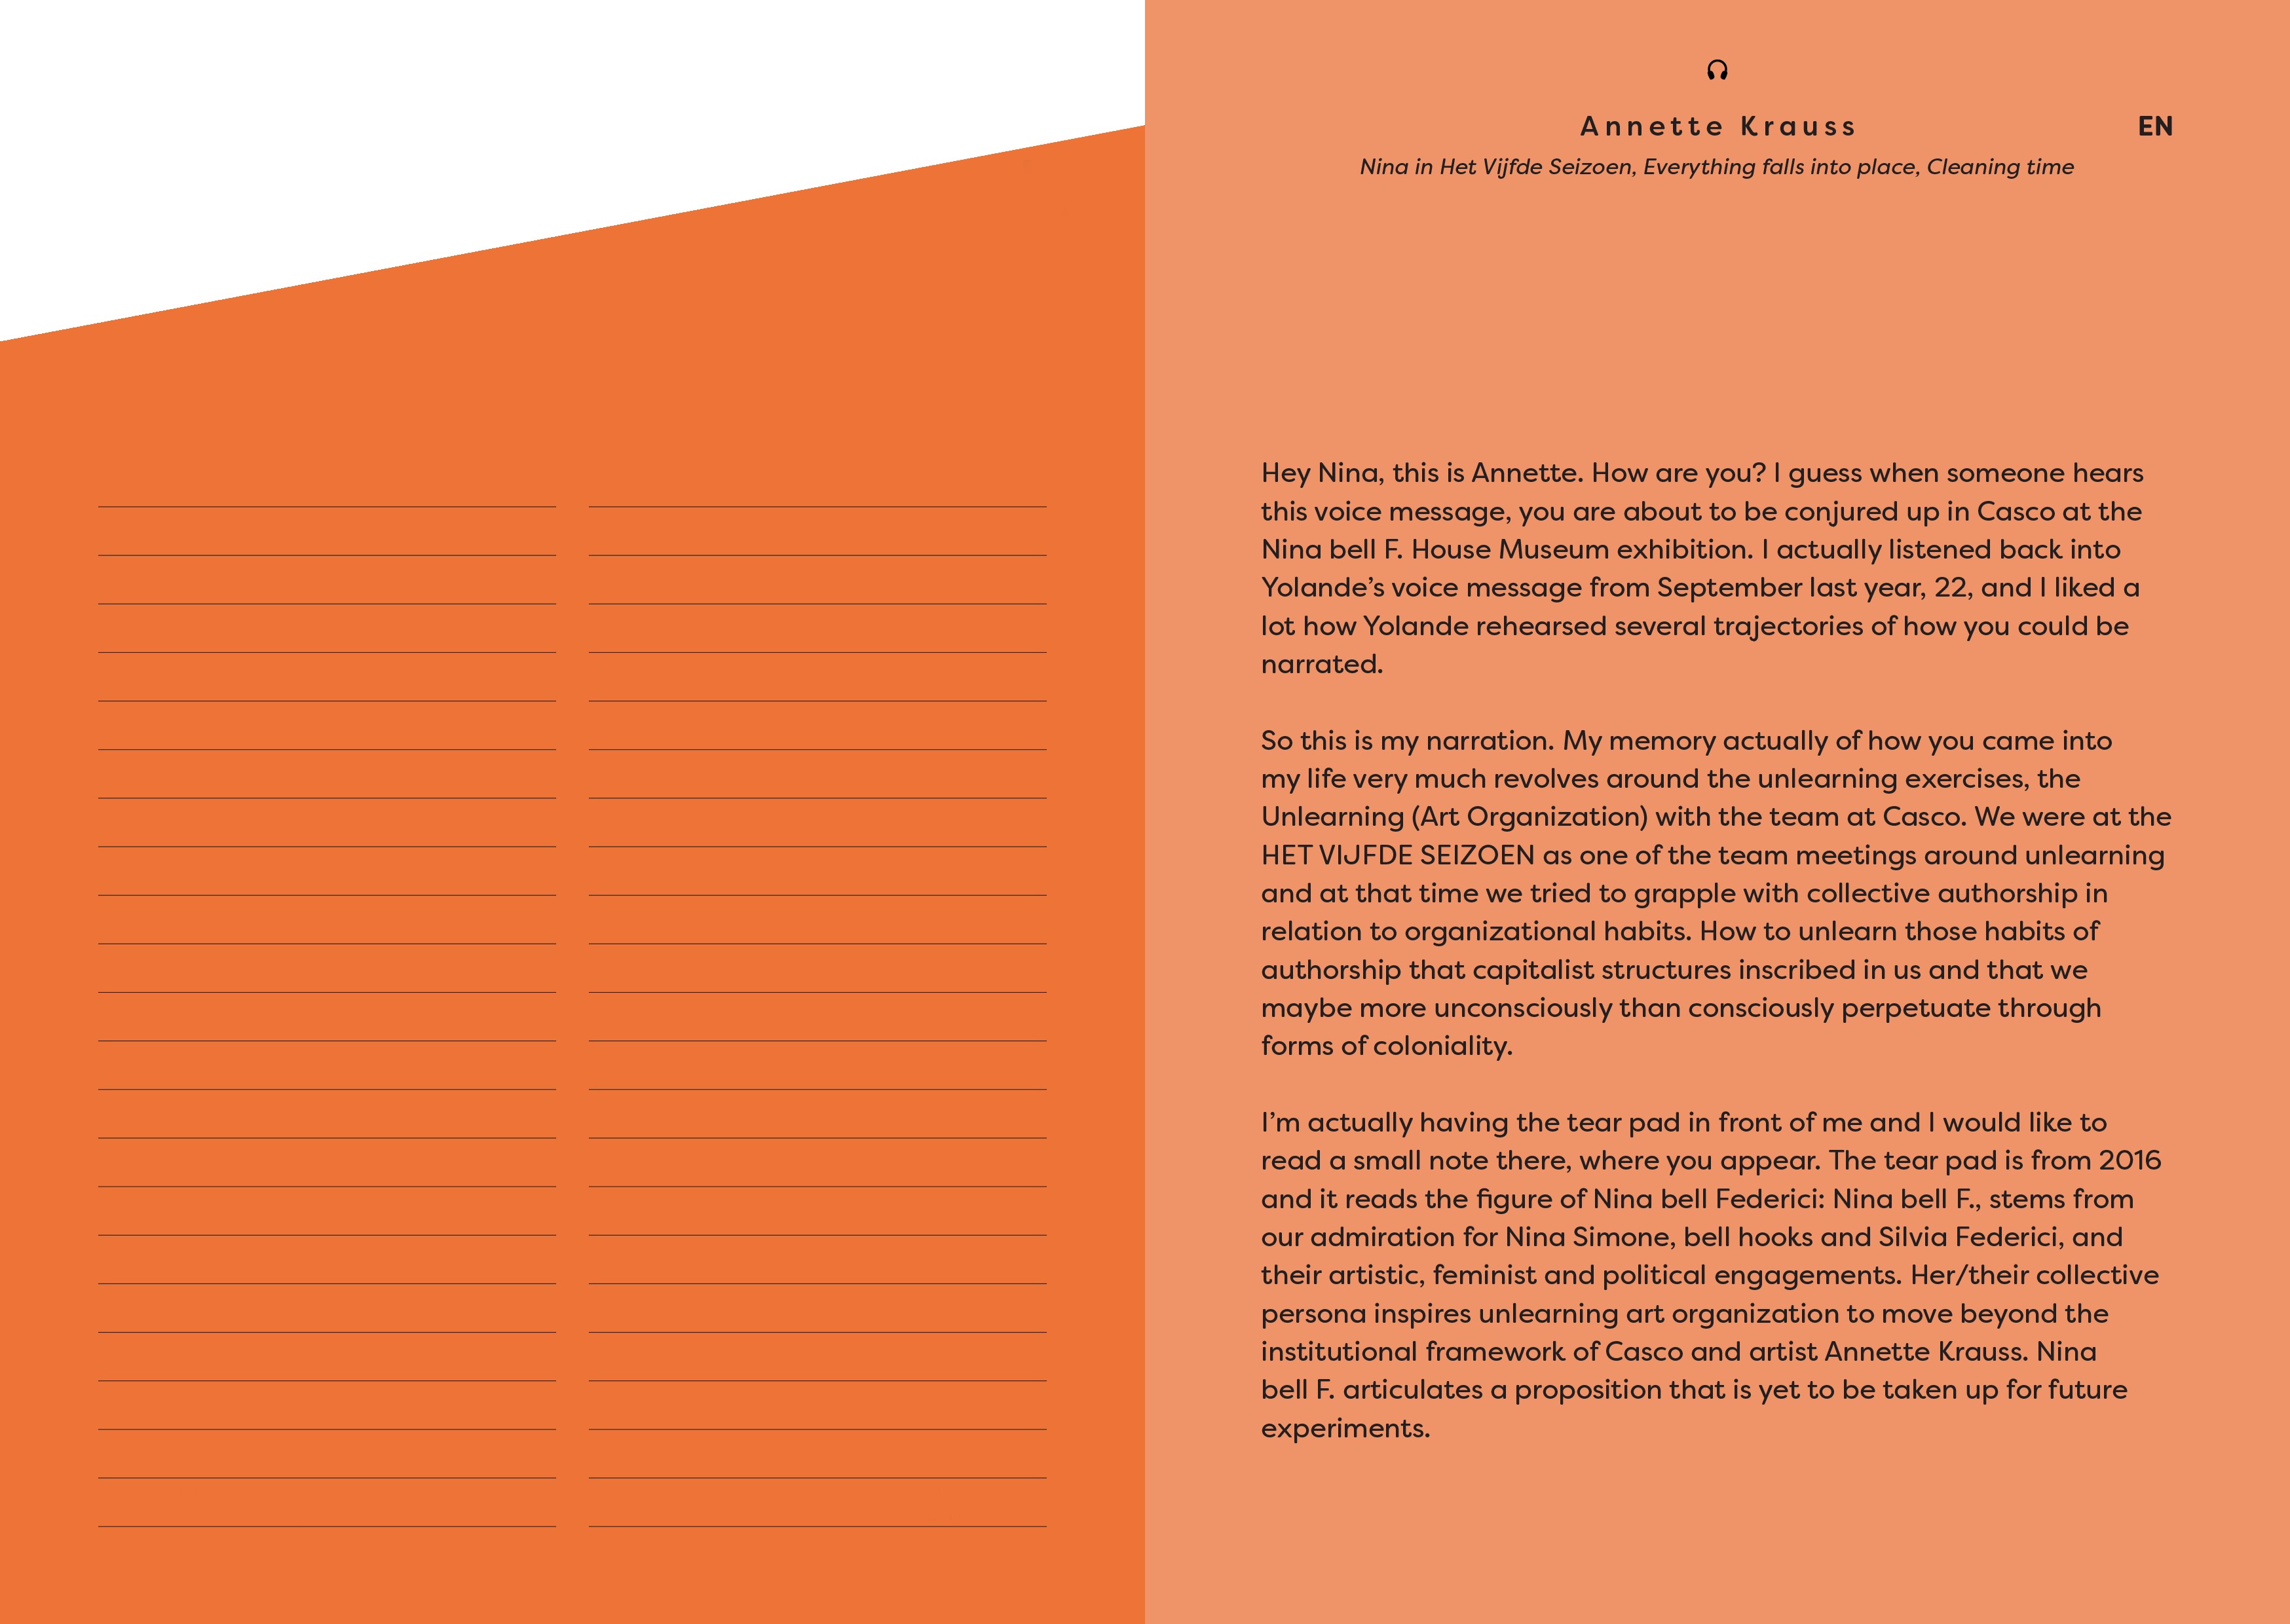 Annette Krauss
EN
Nina in Het Vijfde Seizoen, Everything falls into place, Cleaning time
Hey Nina, this is Annette. How are you? I guess when someone hears
this voice message, you are about to be conjured up in Casco at the
Nina bell F. House Museum exhibition. I actually listened back into
Yolande’s voice message from September last year, 22, and I liked a
lot how Yolande rehearsed several trajectories of how you could be
narrated.
So this is my narration. My memory actually of how you came into
my life very much revolves around the unlearning exercises, the
Unlearning (Art Organization) with the team at Casco. We were at the
HET VIJFDE SEIZOEN as one of the team meetings around unlearning
and at that time we tried to grapple with collective authorship in
relation to organizational habits. How to unlearn those habits of
authorship that capitalist structures inscribed in us and that we
maybe more unconsciously than consciously perpetuate through
forms of coloniality.
I’m actually having the tear pad in front of me and I would like to
read a small note there, where you appear. The tear pad is from 2016
and it reads the figure of Nina bell Federici: Nina bell F., stems from
our admiration for Nina Simone, bell hooks and Silvia Federici, and
their artistic, feminist and political engagements. Her/their collective
persona inspires unlearning art organization to move beyond the
institutional framework of Casco and artist Annette Krauss. Nina
bell F. articulates a proposition that is yet to be taken up for future
experiments.